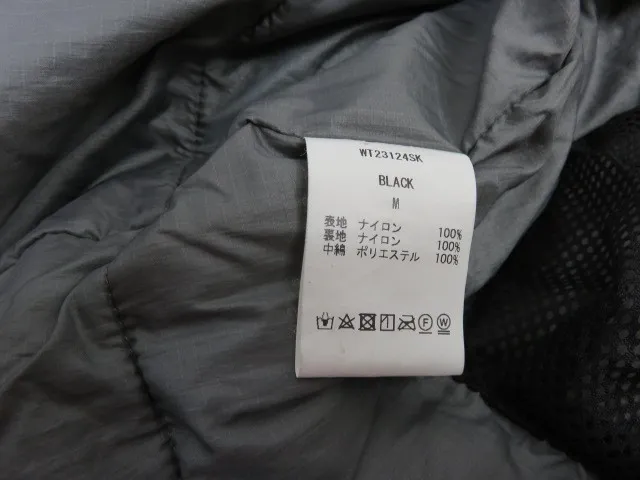 WT23124SK
BLACK
M
表地 ナイロン 100%
裏地 ナイロン 100%
中綿 ポリエステル 100%
F W